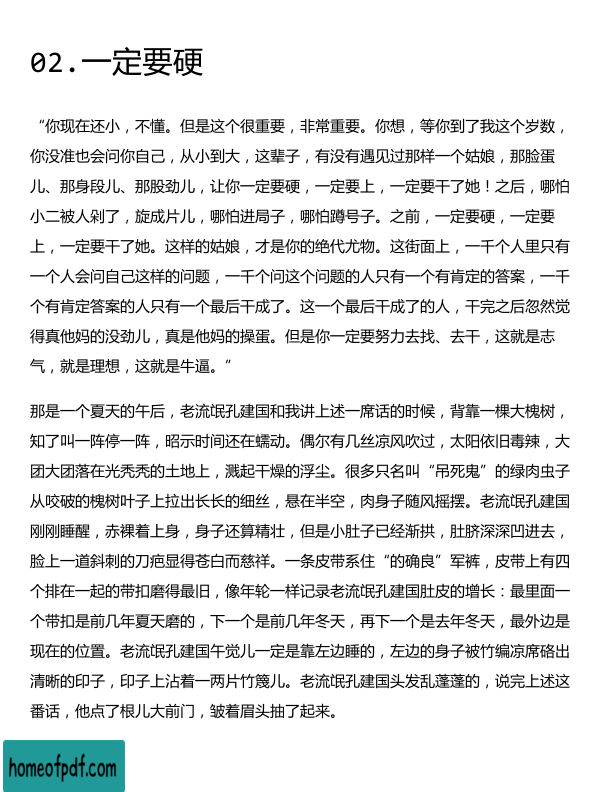 02.一定要硬
“你现在还小，不懂。但是这个很重要，非常重要。你想，等你到了我这个岁数，
你没准也会问你自己，从小到大，这辈子，有没有遇见过那样一个姑娘，那脸蛋
儿、那身段儿、那股劲儿，让你一定要硬，一定要上，一定要干了她！之后，哪怕
小二被人剁了，旋成片儿，哪怕进局子，哪怕蹲号子。之前，一定要硬，一定要
上，一定要干了她。这样的姑娘，才是你的绝代尤物。这街面上，一千个人里只有
一个人会问自己这样的问题，一千个问这个问题的人只有一个有肯定的答案，一千
个有肯定答案的人只有一个最后干成了。这一个最后干成了的人，干完之后忽然觉
得真他妈的没劲儿，真是他妈的操蛋。但是你一定要努力去找、去干，这就是志
气，就是理想，这就是牛逼。”
那是一个夏天的午后，老流氓孔建国和我讲上述一席话的时候，背靠一棵大槐树，
知了叫一阵停一阵，昭示时间还在蠕动。偶尔有几丝凉风吹过，太阳依旧毒辣，大
团大团落在光秃秃的土地上，溅起干燥的浮尘。很多只名叫“吊死鬼”的绿肉虫子
从咬破的槐树叶子上拉出长长的细丝，悬在半空，肉身子随风摇摆。老流氓孔建国
刚刚睡醒，赤裸着上身，身子还算精壮，但是小肚子已经渐拱，肚脐深深凹进去，
脸上一道斜刺的刀疤显得苍白而慈祥。一条皮带系住“的确良”军裤，皮带上有四
个排在一起的带扣磨得最旧，像年轮一样记录老流氓孔建国肚皮的增长：最里面一
个带扣是前几年夏天磨的，下一个是前几年冬天，再下一个是去年冬天，最外边是
现在的位置。老流氓孔建国午觉儿一定是靠左边睡的，左边的身子被竹编凉席硌出
清晰的印子，印子上沾着一两片竹篾儿。老流氓孔建国头发乱蓬蓬的，说完上述这
番话，他点了根儿大前门，皱着眉头抽了起来。
homeofpdf.com